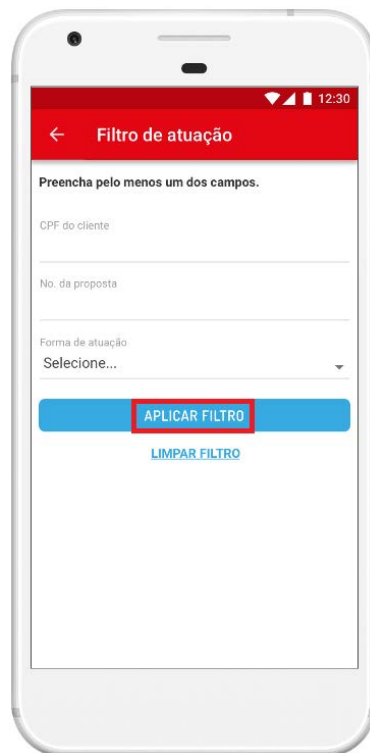 12:30
Filtro de atuação
Preencha pelo menos um dos campos.
CPF do cliente
No. da proposta
Forma de atuação
Selecione...
APLICAR FILTRO
LIMPAR FILTRO